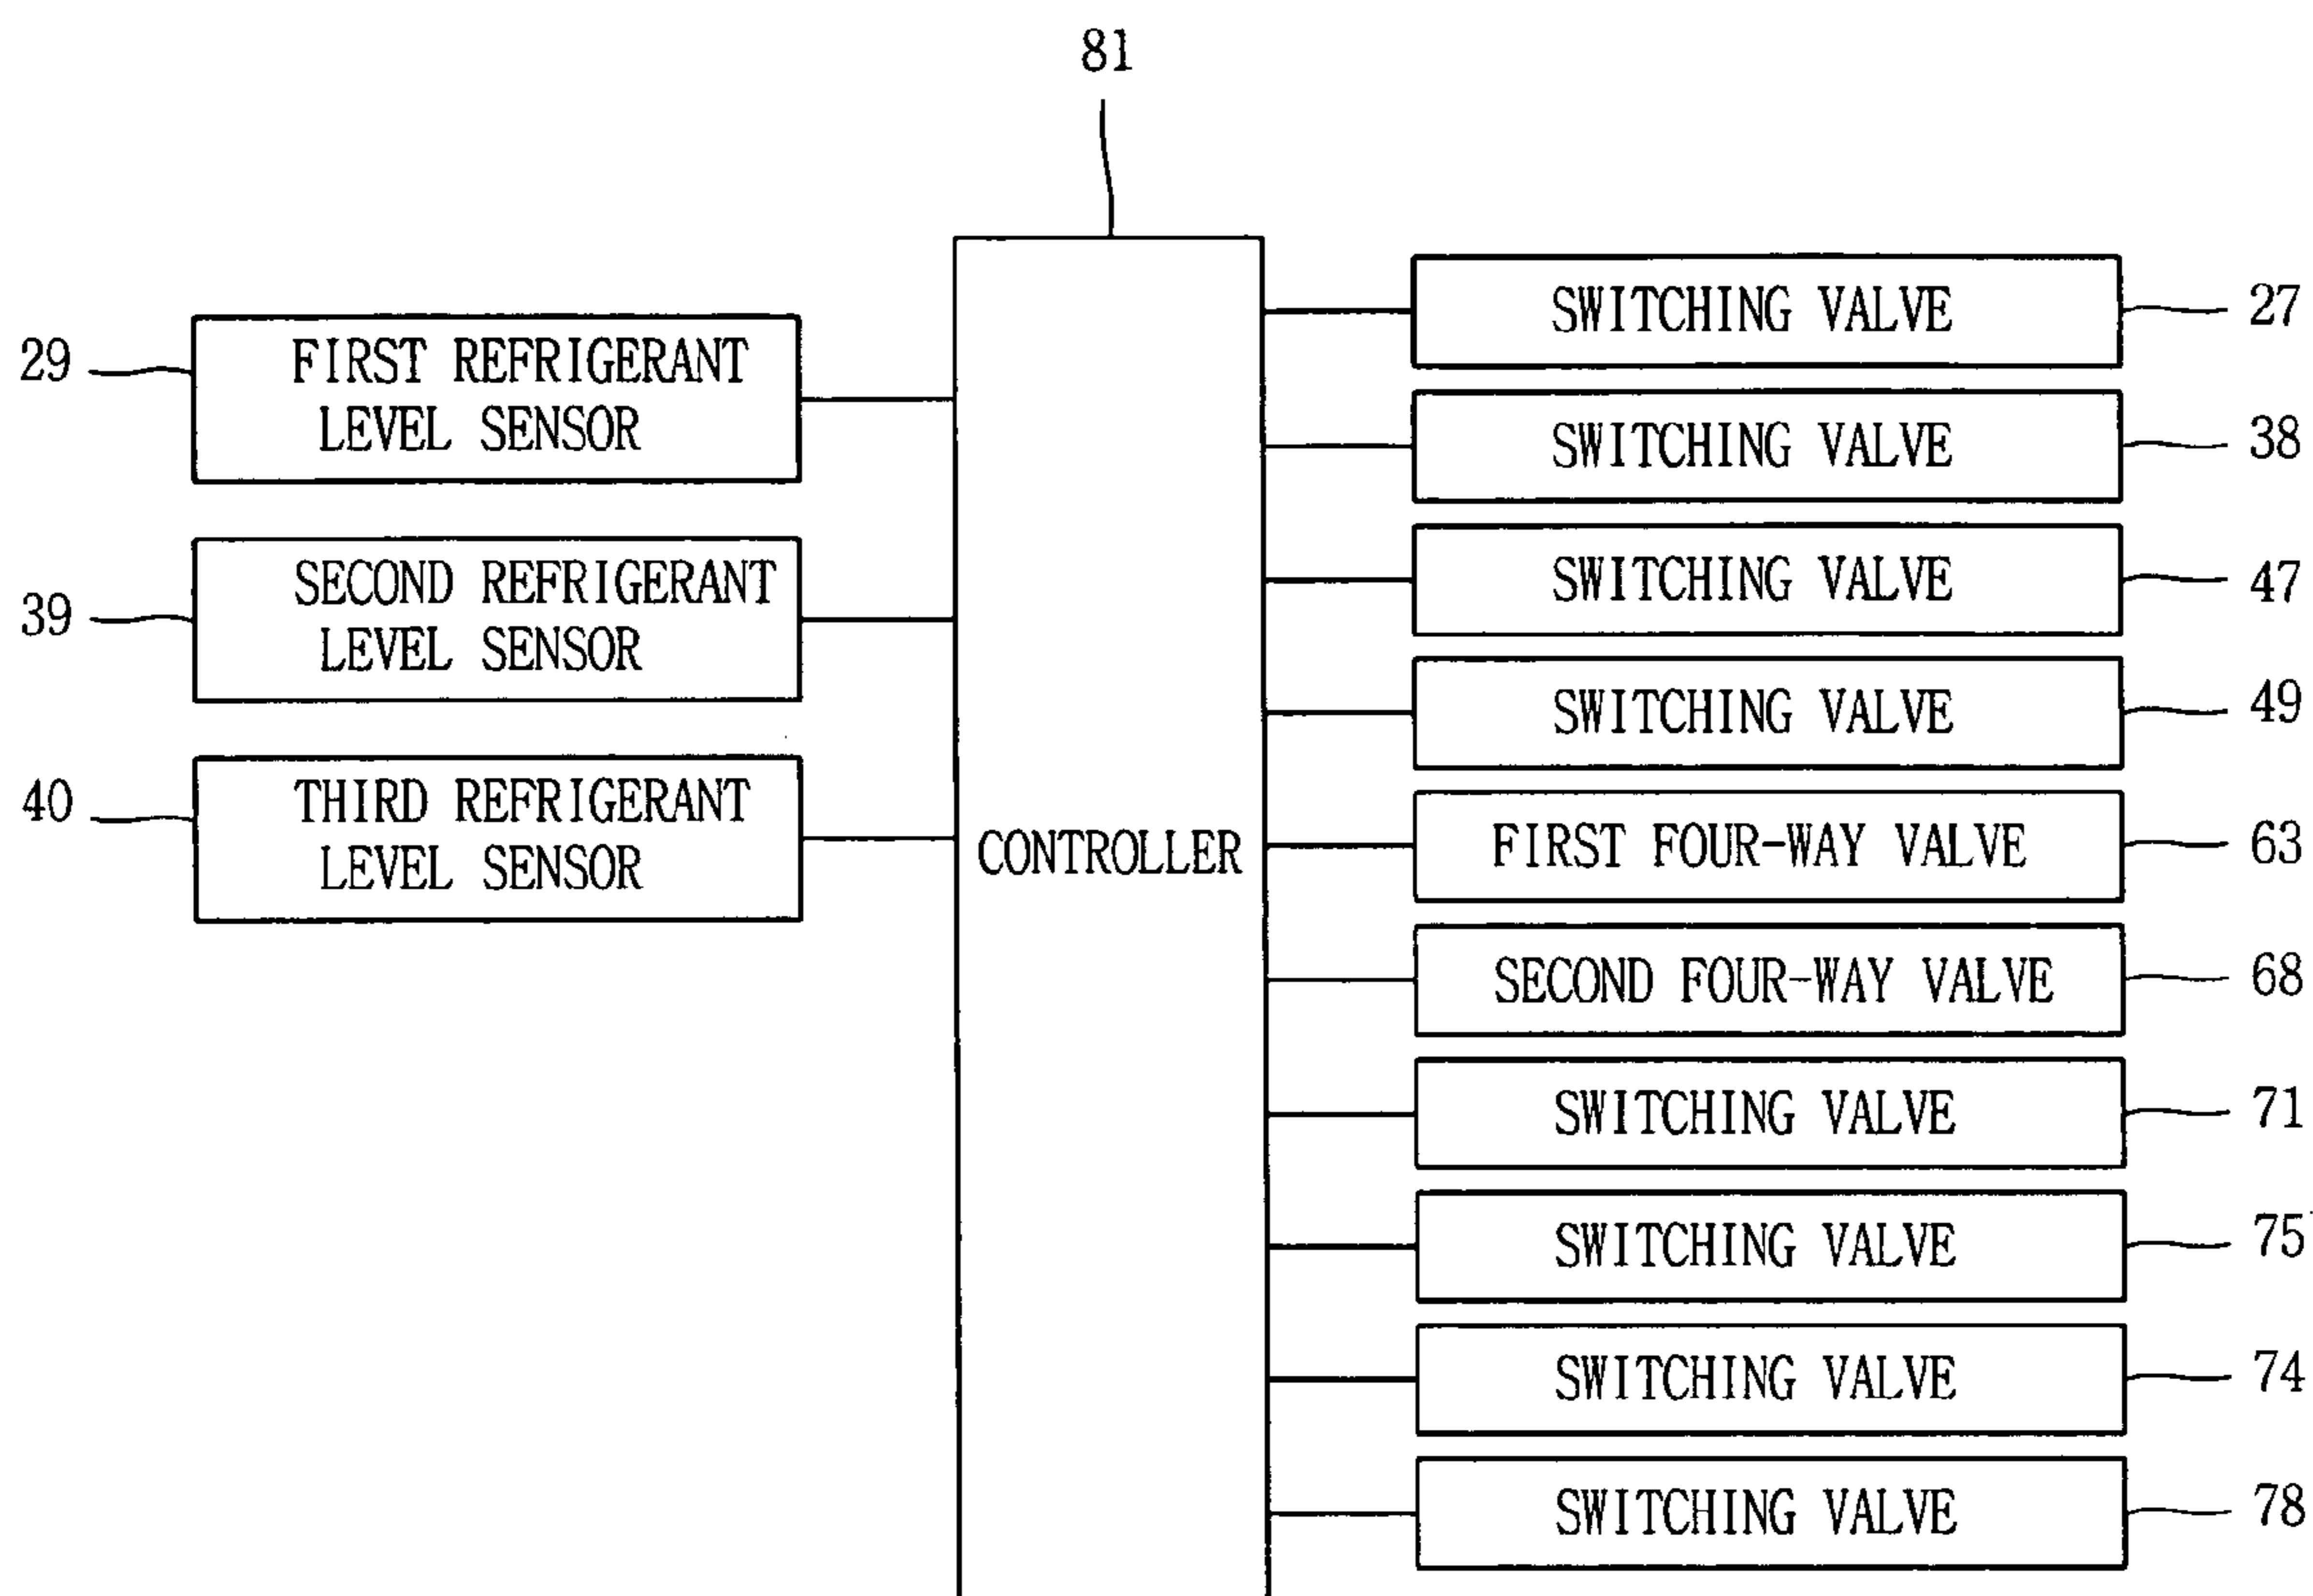 81
29
FIRST REFRIGERANT
LEVEL SENSOR
39
SECOND REFRIGERANT
LEVEL SENSOR
40
THIRD REFRIGERANT
LEVEL SENSOR
CONTROLLER
SWITCHING VALVE
27
SWITCHING VALVE
38
SWITCHING VALVE
47
SWITCHING VALVE
49
FIRST FOUR-WAY VALVE
63
SECOND FOUR-WAY VALVE
68
SWITCHING VALVE
71
SWITCHING VALVE
75
SWITCHING VALVE
74
SWITCHING VALVE
78